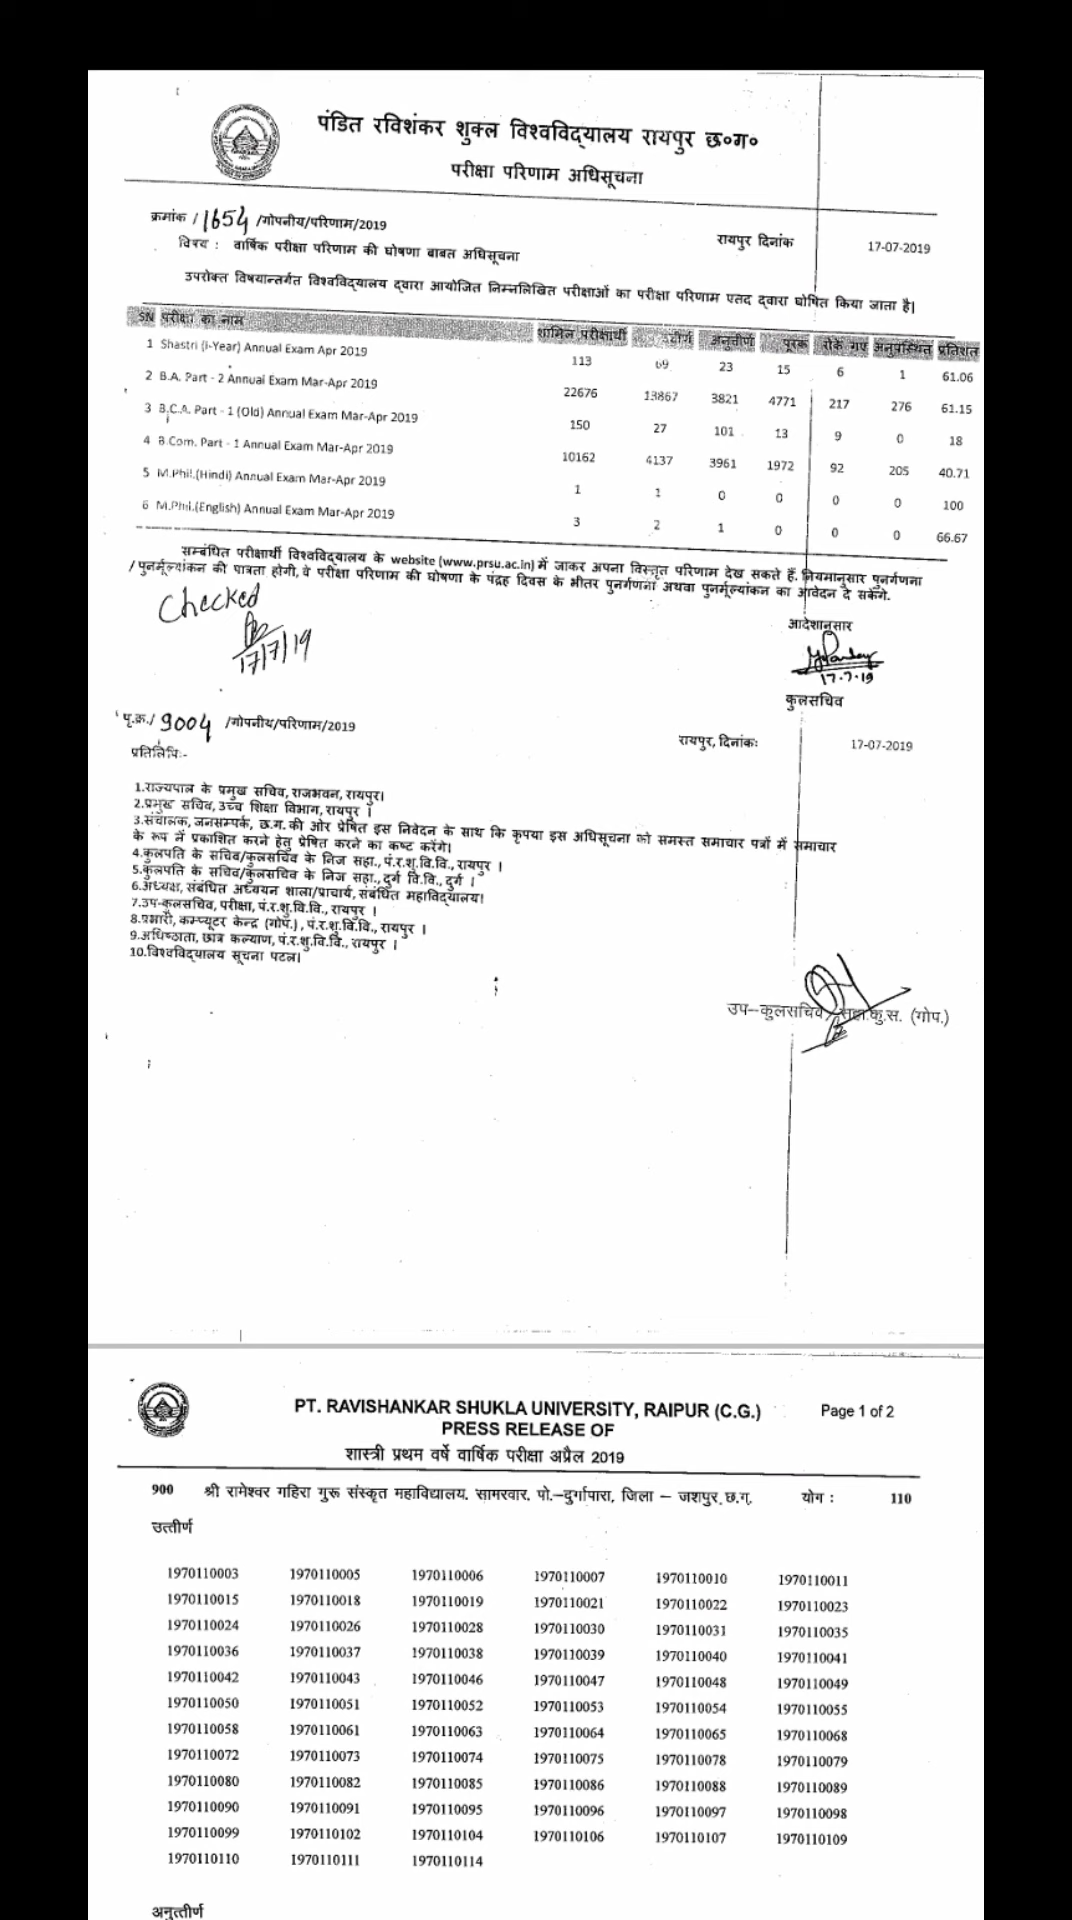 पंडित रविशंकर शुक्ल विश्वविद्यालय रायपुर छ०ग०
परीक्षा परिणाम अधिसूचना
क्रमांक / 1654 /गोपनीय/परिणाम/2019
रायपुर दिनांक 17-07-2019
विषय : वार्षिक परीक्षा परिणाम की घोषणा बाबत अधिसूचना
उपरोक्त विषयान्तर्गत विश्वविद्यालय द्वारा आयोजित निम्नलिखित परीक्षाओं का परीक्षा परिणाम एतद द्वारा घोषित किया जाता है|
SN परीक्षा का नाम शामिल परीक्षार्थी अनुत्तीर्ण पूरक रोके गए अनुपस्थित प्रतिशत
1 Shastri (I-Year) Annual Exam Apr 2019 113 69 23 15 6 1 61.06
2 B.A. Part - 2 Annual Exam Mar-Apr 2019 22676 13867 3821 4771 217 276 61.15
3 B.C.A. Part - 1 (Old) Annual Exam Mar-Apr 2019 150 27 101 13 9 0 18
4 B.Com. Part - 1 Annual Exam Mar-Apr 2019 10162 4137 3961 1972 92 205 40.71
5 M.Phil.(Hindi) Annual Exam Mar-Apr 2019 1 1 0 0 0 0 100
6 M.Phil.(English) Annual Exam Mar-Apr 2019 3 2 1 0 0 0 66.67
सम्बंधित परीक्षार्थी विश्वविद्यालय के website (www.prsu.ac.in) में जाकर अपना विस्तृत परिणाम देख सकते हैं. नियमानुसार पुनर्गणना
/ पुनर्मूल्यांकन की पात्रता होगी, वे परीक्षा परिणाम की घोषणा के पंद्रह दिवस के भीतर पुनर्गणना अथवा पुनर्मूल्यांकन का आवेदन दे सकेंगे.
Checked
17/7/19
आदेशानुसार
17-7-19
कुलसचिव
पृ.क्र./ 9004 /गोपनीय/परिणाम/2019
रायपुर, दिनांकः 17-07-2019
प्रतिलिपिः-
1.राज्यपाल के प्रमुख सचिव, राजभवन, रायपुर।
2.प्रमुख सचिव, उच्च शिक्षा विभाग, रायपुर |
3.संचालक, जनसम्पर्क, छ.ग. की ओर प्रेषित इस निवेदन के साथ कि कृपया इस अधिसूचना को समस्त समाचार पत्रों में समाचार
के रूप में प्रकाशित करने हेतु प्रेषित करने का कष्ट करेंगे।
4.कुलपति के सचिव/कुलसचिव के निज सहा., पं.र.शु.वि.वि., रायपुर |
5.कुलपति के सचिव/कुलसचिव के निज सहा., दुर्ग वि.वि., दुर्ग |
6.अध्यक्ष, संबंधित अध्ययन शाला/प्राचार्य, संबंधित महाविद्यालय।
7.उप-कुलसचिव, परीक्षा, पं.र.शु.वि.वि., रायपुर |
8.प्रभारी, कम्प्यूटर केन्द्र (गोप.) , पं.र.शु.वि.वि., रायपुर |
9.अधिष्ठाता, छात्र कल्याण, पं.र.शु.वि.वि., रायपुर |
10.विश्वविद्यालय सूचना पटल।
उप–कुलसचिव/सहा.कु.स. (गोप.)
PT. RAVISHANKAR SHUKLA UNIVERSITY, RAIPUR (C.G.) Page 1 of 2
PRESS RELEASE OF
शास्त्री प्रथम वर्ष वार्षिक परीक्षा अप्रैल 2019
900 श्री रामेश्वर गहिरा गुरू संस्कृत महाविद्यालय, सामरवार, पो.–दुर्गापारा, जिला – जशपुर, छ.ग. योग : 110
उत्तीर्ण
1970110003 1970110005 1970110006 1970110007 1970110010 1970110011
1970110015 1970110018 1970110019 1970110021 1970110022 1970110023
1970110024 1970110026 1970110028 1970110030 1970110031 1970110035
1970110036 1970110037 1970110038 1970110039 1970110040 1970110041
1970110042 1970110043 1970110046 1970110047 1970110048 1970110049
1970110050 1970110051 1970110052 1970110053 1970110054 1970110055
1970110058 1970110061 1970110063 1970110064 1970110065 1970110068
1970110072 1970110073 1970110074 1970110075 1970110078 1970110079
1970110080 1970110082 1970110085 1970110086 1970110088 1970110089
1970110090 1970110091 1970110095 1970110096 1970110097 1970110098
1970110099 1970110102 1970110104 1970110106 1970110107 1970110109
1970110110 1970110111 1970110114
अनुत्तीर्ण